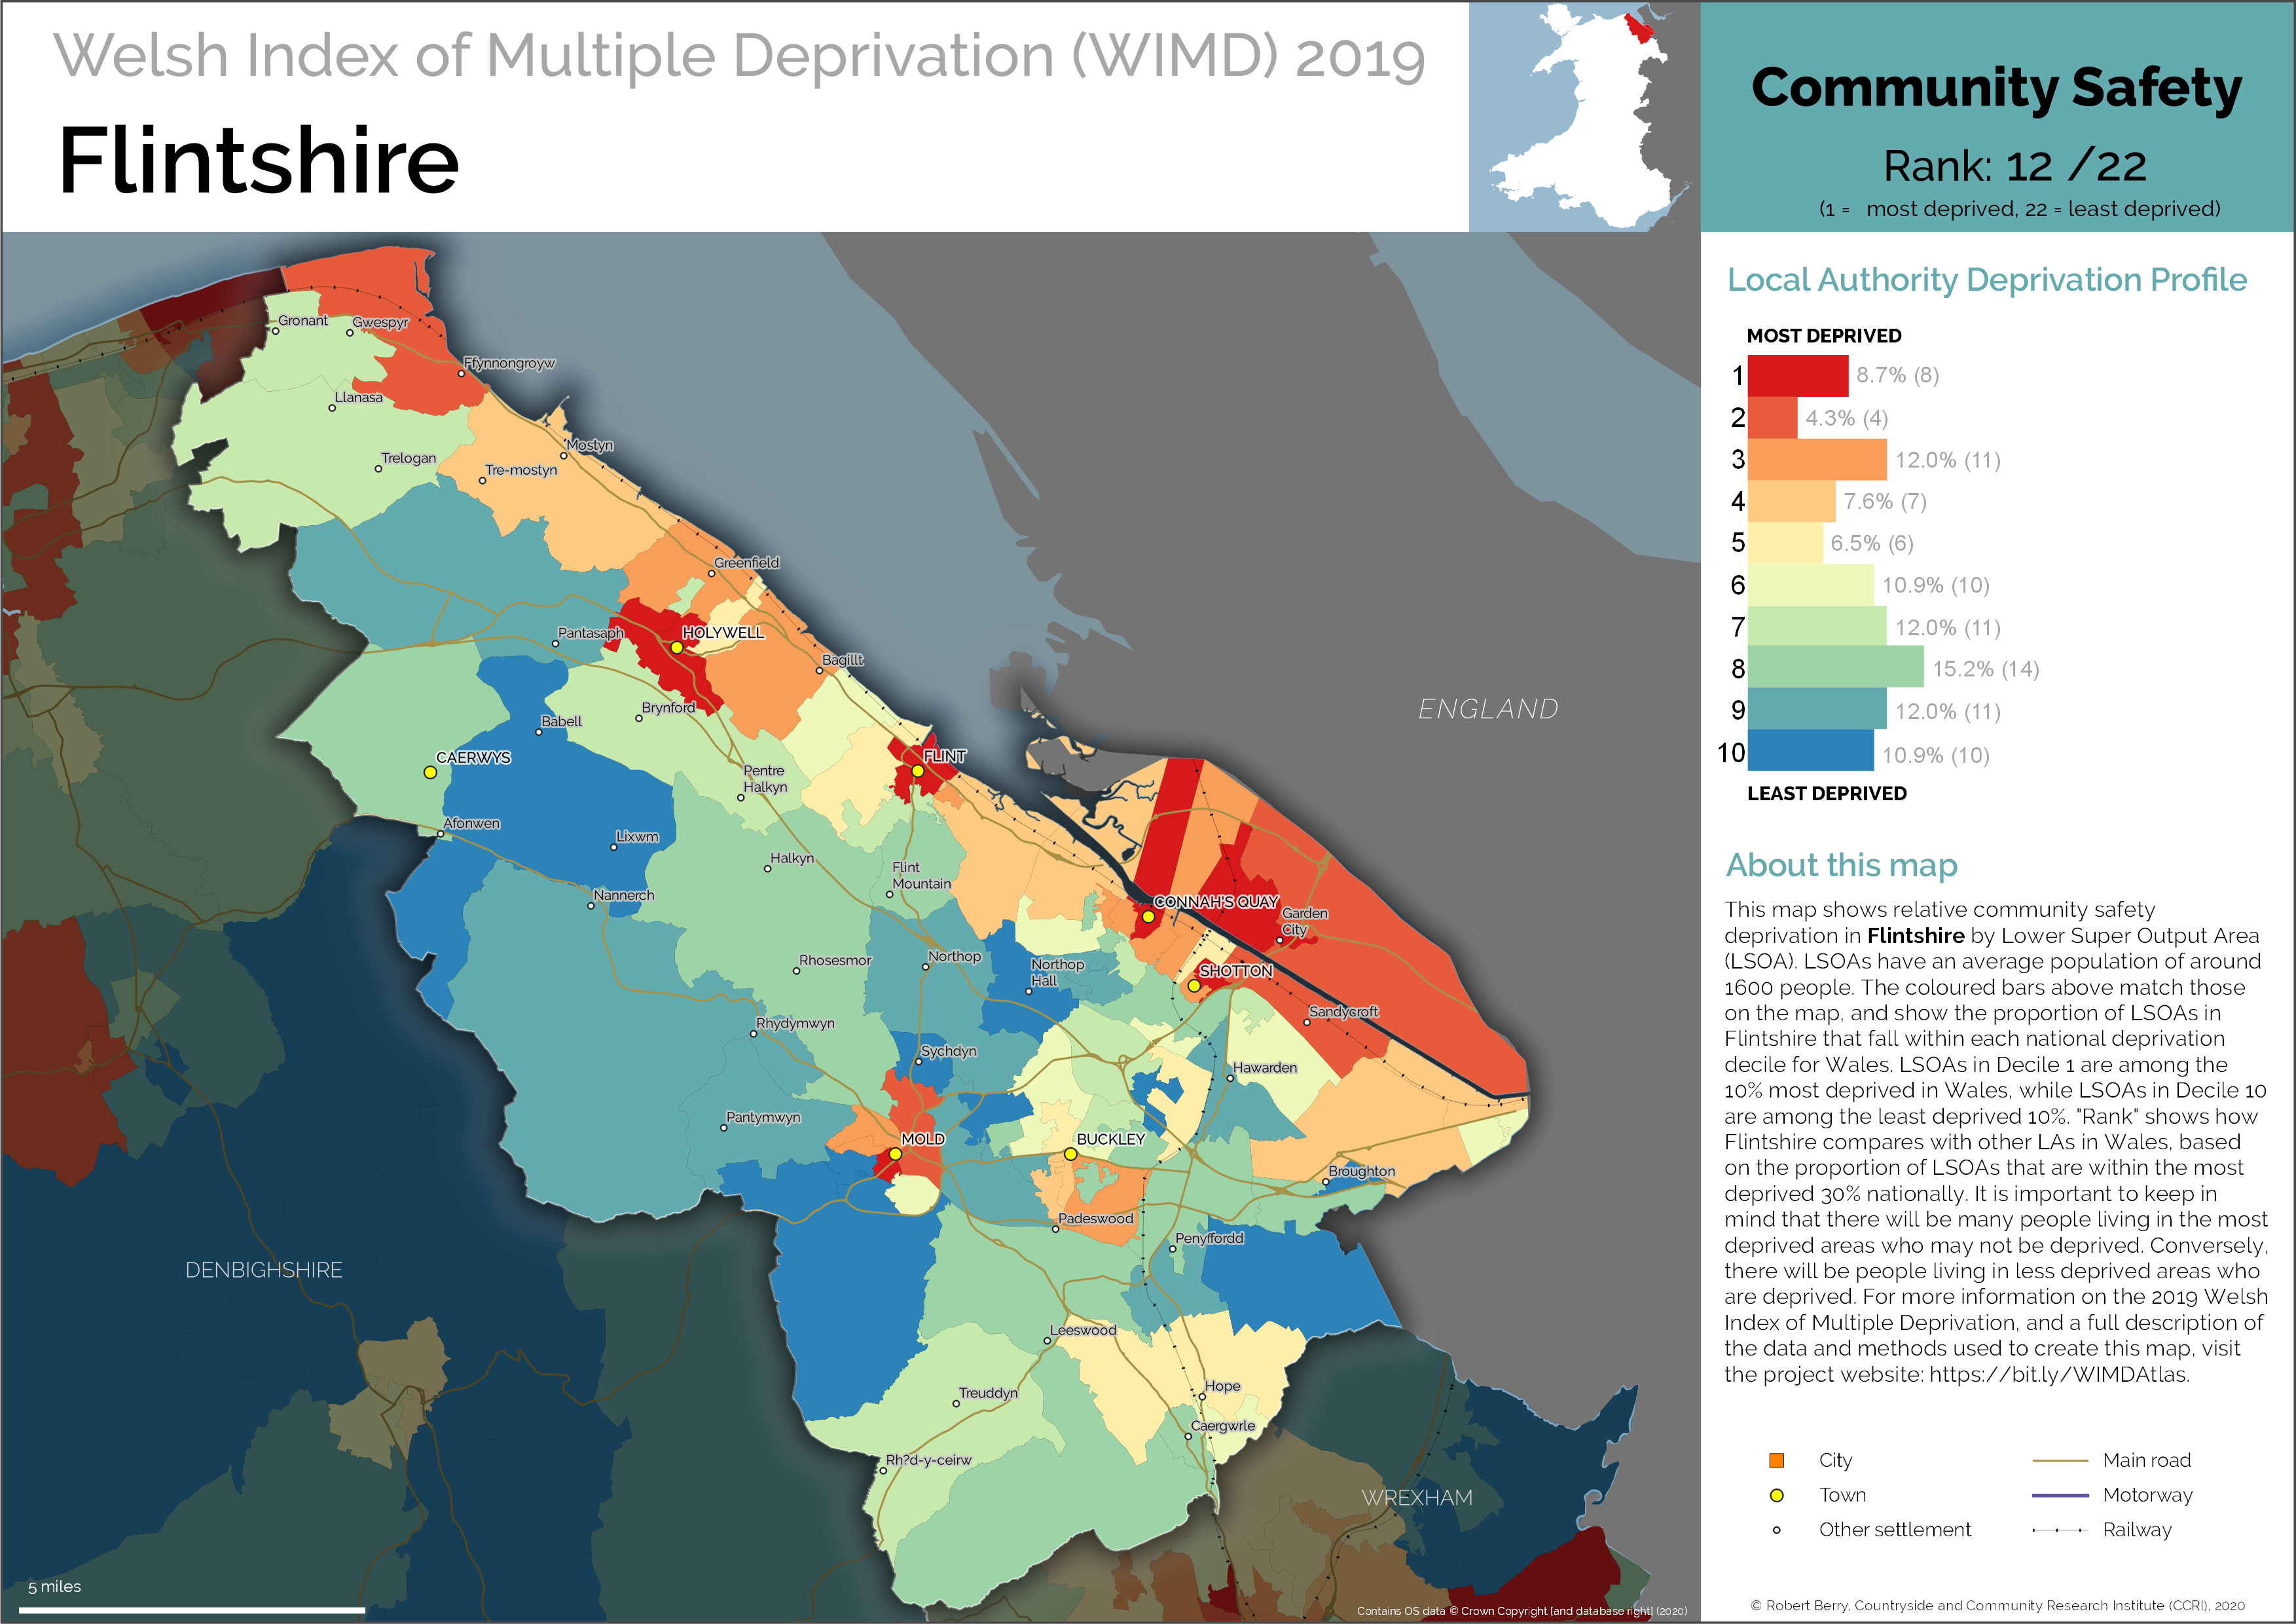 Welsh Index of Multiple Deprivation (WIMD) 2019
Flintshire
Community Safety
Rank: 12 /22
(1 = most deprived, 22 = least deprived)
Local Authority Deprivation Profile
MOST DEPRIVED
1 8.7% (8)
2 4.3% (4)
3 12.0% (11)
4 7.6% (7)
5 6.5% (6)
6 10.9% (10)
7 12.0% (11)
8 15.2% (14)
9 12.0% (11)
10 10.9% (10)
LEAST DEPRIVED
About this map
This map shows relative community safety
deprivation in Flintshire by Lower Super Output Area
(LSOA). LSOAs have an average population of around
1600 people. The coloured bars above match those
on the map, and show the proportion of LSOAs in
Flintshire that fall within each national deprivation
decile for Wales. LSOAs in Decile 1 are among the
10% most deprived in Wales, while LSOAs in Decile 10
are among the least deprived 10%. "Rank" shows how
Flintshire compares with other LAs in Wales, based
on the proportion of LSOAs that are within the most
deprived 30% nationally. It is important to keep in
mind that there will be many people living in the most
deprived areas who may not be deprived. Conversely,
there will be people living in less deprived areas who
are deprived. For more information on the 2019 Welsh
Index of Multiple Deprivation, and a full description of
the data and methods used to create this map, visit
the project website: https://bit.ly/WIMDAtlas.
City
Town
Other settlement
Main road
Motorway
Railway
© Robert Berry, Countryside and Community Research Institute (CCRI), 2020
Gronant
Gwespyr
Ffynnongroyw
Llanasa
Mostyn
Trelogan
Tre-mostyn
Greenfield
Pantasaph
HOLYWELL
Bagillt
Brynford
Babell
ENGLAND
CAERWYS
FLINT
Pentre
Halkyn
Afonwen
Lixwm
Halkyn
Flint
Mountain
Nannerch
CONNAH'S QUAY
Garden
City
Rhosesmor
Northop
Northop
Hall
SHOTTON
Sandycroft
Rhydymwyn
Sychdyn
Hawarden
Pantymwyn
MOLD
BUCKLEY
Broughton
Padeswood
Penyffordd
DENBIGHSHIRE
Leeswood
Treuddyn
Hope
Caergwrle
Rh?d-y-ceirw
WREXHAM
5 miles
Contains OS data © Crown Copyright [and database right] (2020)